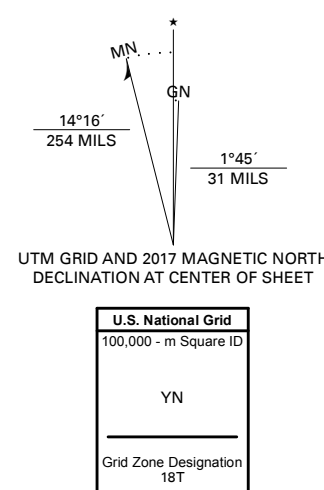 MN
GN
14°16´
254 MILS
1°45´
31 MILS
UTM GRID AND 2017 MAGNETIC NORTH
DECLINATION AT CENTER OF SHEET
U.S. National Grid
100,000 - m Square ID
YN
Grid Zone Designation
18T